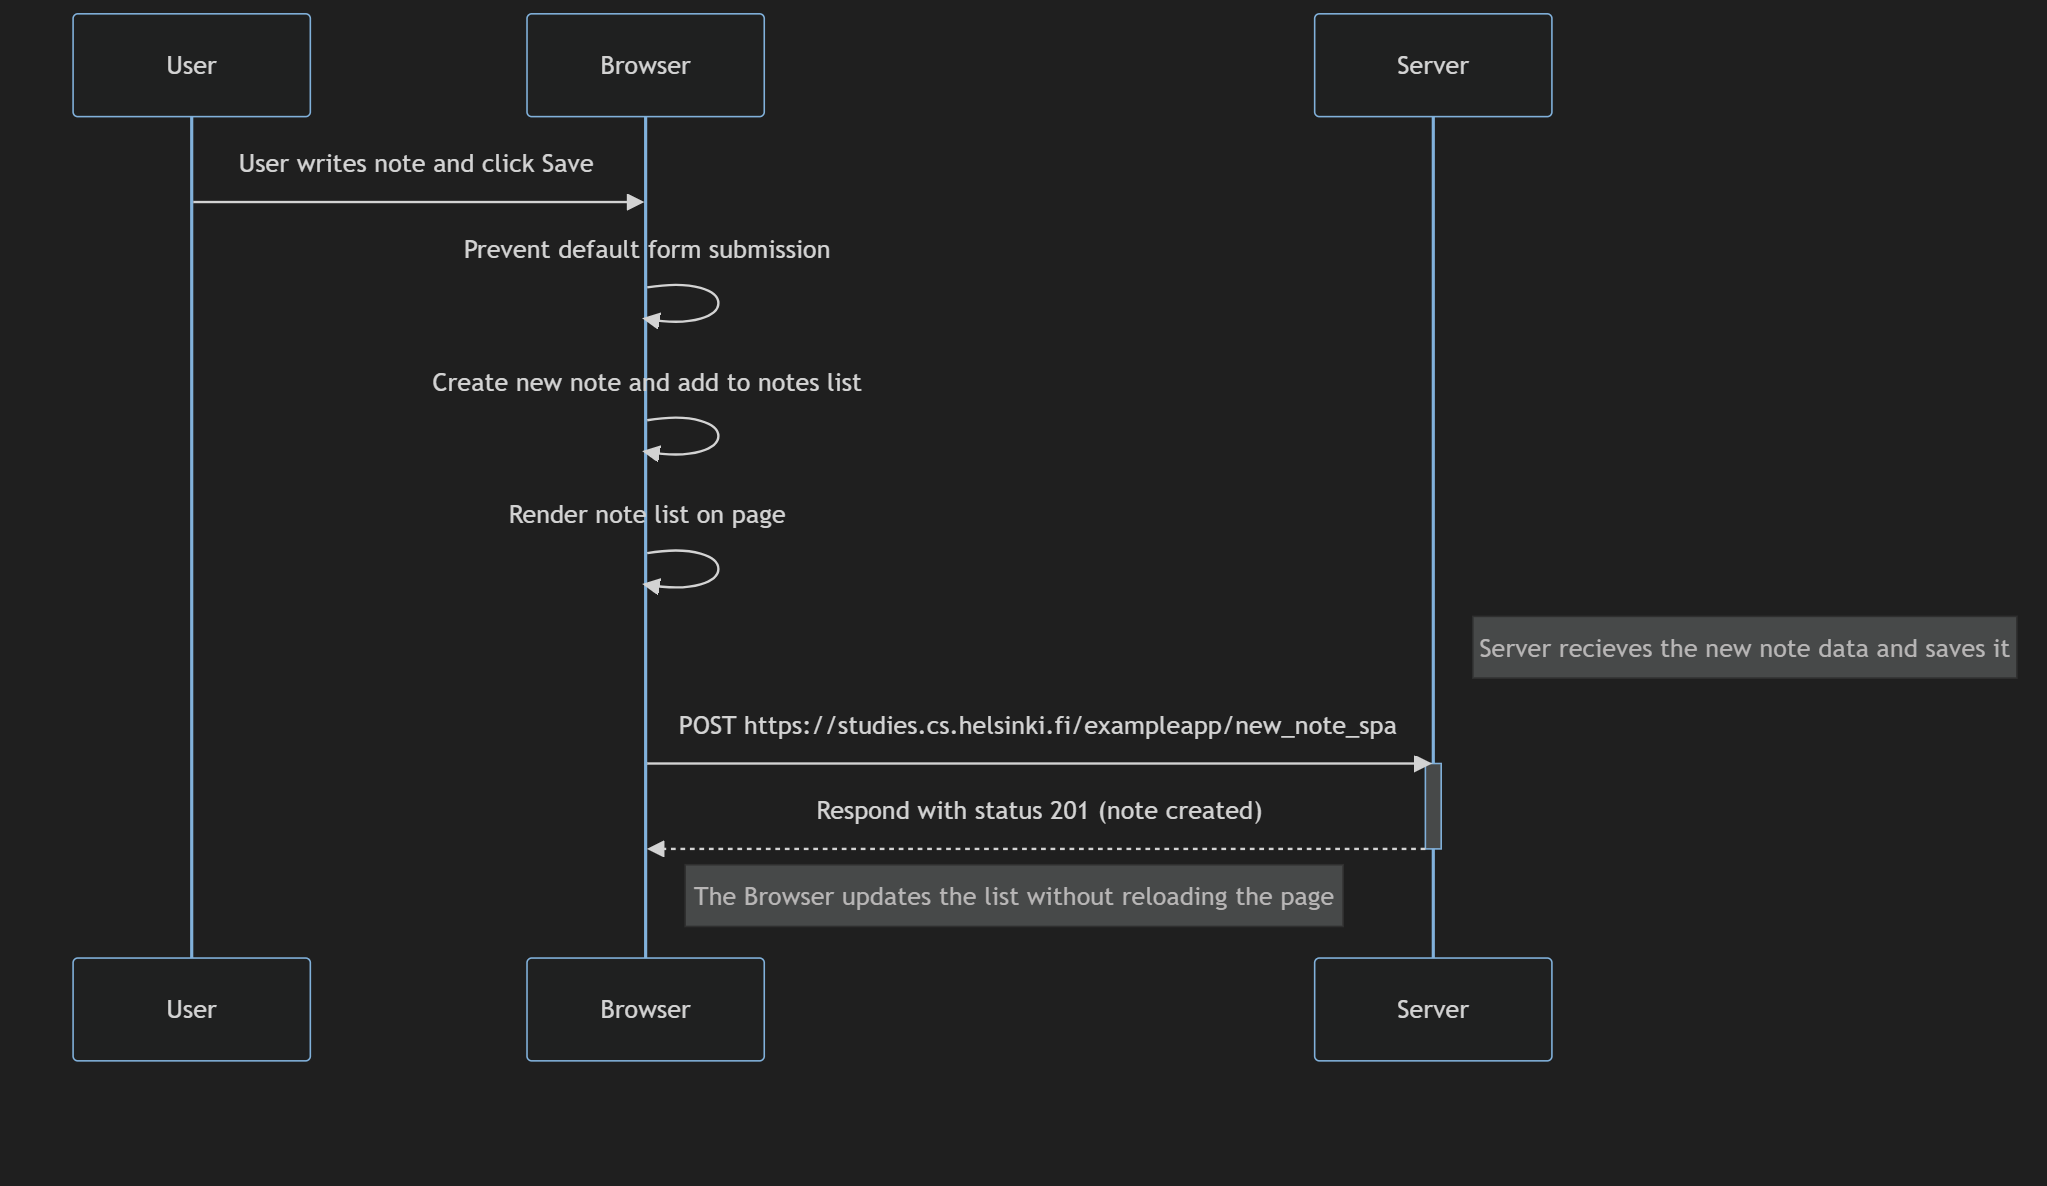 User
Browser
Server
User writes note and click Save
Prevent default form submission
Create new note and add to notes list
Render note list on page
Server recieves the new note data and saves it
POST https://studies.cs.helsinki.fi/exampleapp/new_note_spa
Respond with status 201 (note created)
The Browser updates the list without reloading the page
User
Browser
Server